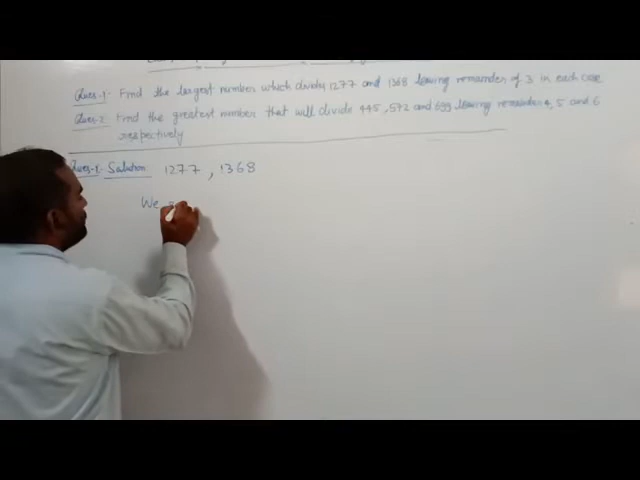 Ques-1. Find the largest number which divide 1277 and 1368 leaving remainder of 3 in each case
Ques-2. Find the greatest number that will divide 445, 572 and 699 leaving remainder 4, 5 and 6
respectively
Ques-1. Solution 1277, 1368
We